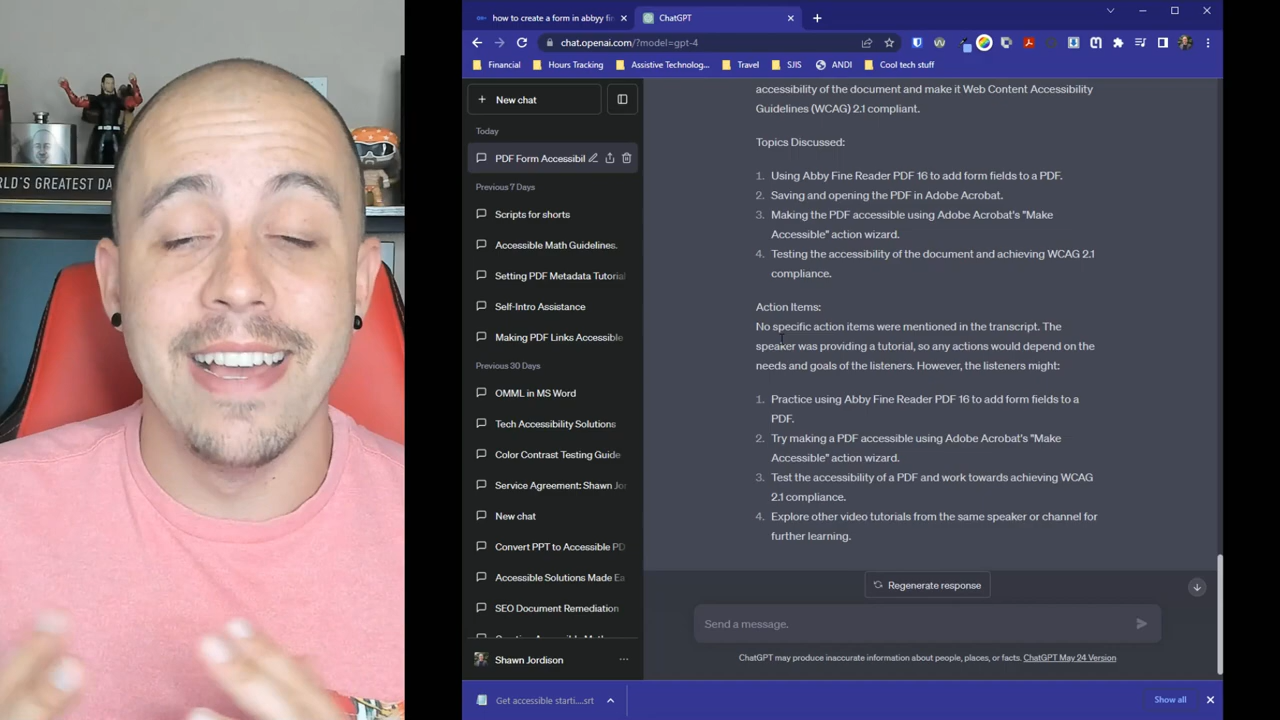 how to create a form in abbyy fin
ChatGPT
chat.openai.com/?model=gpt-4
Financial
Hours Tracking
Assistive Technolog...
Travel
SJIS
ANDI
Cool tech stuff
New chat
Today
PDF Form Accessibil
Previous 7 Days
Scripts for shorts
Accessible Math Guidelines.
Setting PDF Metadata Tutorial
Self-Intro Assistance
Making PDF Links Accessible
Previous 30 Days
OMML in MS Word
Tech Accessibility Solutions
Color Contrast Testing Guide
Service Agreement: Shawn Jor
New chat
Convert PPT to Accessible PD
Accessible Solutions Made Ea
SEO Document Remediation
Shawn Jordison
accessibility of the document and make it Web Content Accessibility
Guidelines (WCAG) 2.1 compliant.
Topics Discussed:
1. Using Abby Fine Reader PDF 16 to add form fields to a PDF.
2. Saving and opening the PDF in Adobe Acrobat.
3. Making the PDF accessible using Adobe Acrobat's "Make
Accessible" action wizard.
4. Testing the accessibility of the document and achieving WCAG 2.1
compliance.
Action Items:
No specific action items were mentioned in the transcript. The
speaker was providing a tutorial, so any actions would depend on the
needs and goals of the listeners. However, the listeners might:
1. Practice using Abby Fine Reader PDF 16 to add form fields to a
PDF.
2. Try making a PDF accessible using Adobe Acrobat's "Make
Accessible" action wizard.
3. Test the accessibility of a PDF and work towards achieving WCAG
2.1 compliance.
4. Explore other video tutorials from the same speaker or channel for
further learning.
Regenerate response
Send a message.
ChatGPT may produce inaccurate information about people, places, or facts. ChatGPT May 24 Version
Get accessible starti....srt
Show all
LD'S GREATEST DA